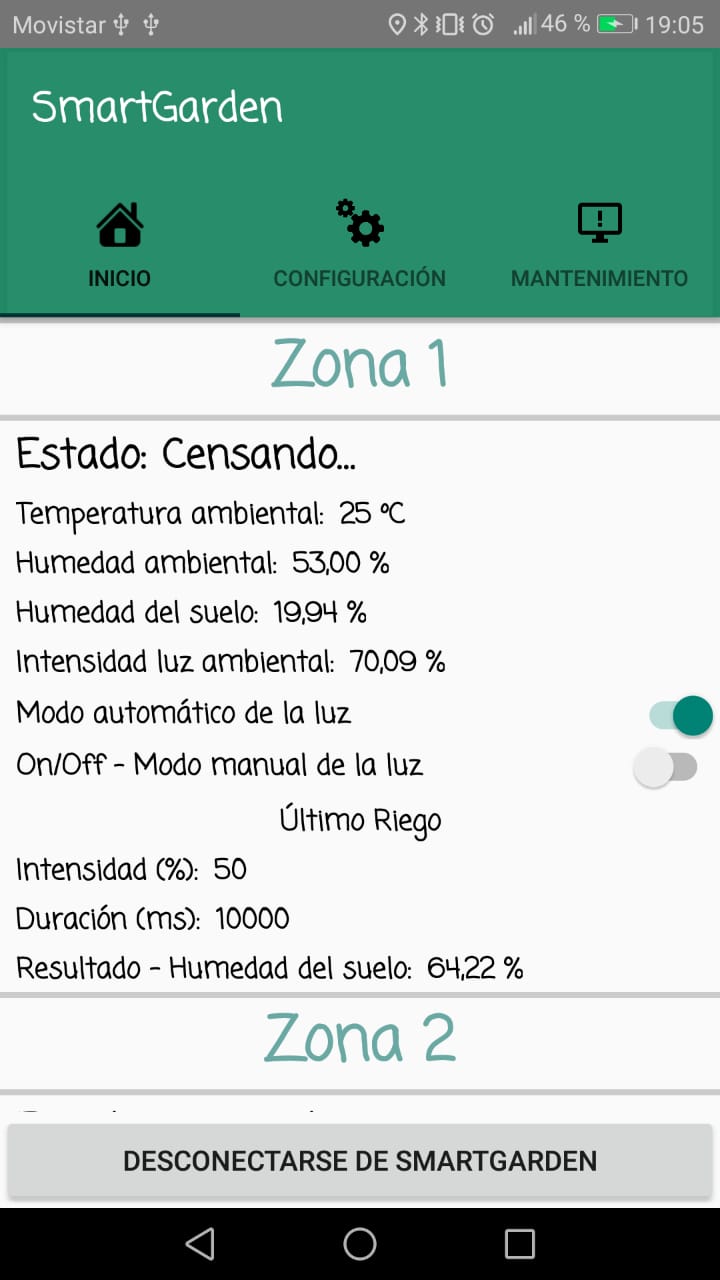 Movistar 46 % 19:05
SmartGarden
INICIO CONFIGURACIÓN MANTENIMIENTO
Zona 1
Estado: Censando...
Temperatura ambiental: 25 ºC
Humedad ambiental: 53,00 %
Humedad del suelo: 19,94 %
Intensidad luz ambiental: 70,09 %
Modo automático de la luz
On/Off - Modo manual de la luz
Último Riego
Intensidad (%): 50
Duración (ms): 10000
Resultado - Humedad del suelo: 64,22 %
Zona 2
DESCONECTARSE DE SMARTGARDEN